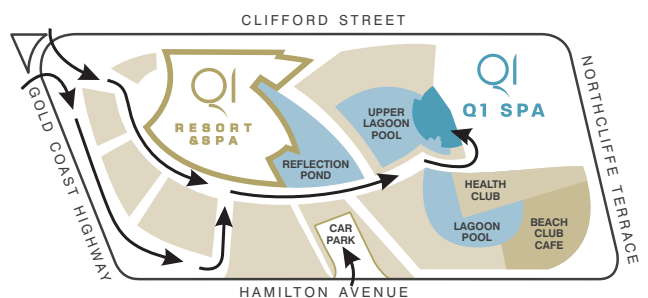 CLIFFORD STREET
Q1
RESORT
&SPA
Q1
Q1 SPA
UPPER
LAGOON
POOL
REFLECTION
POND
HEALTH
CLUB
LAGOON
POOL
BEACH
CLUB
CAFE
CAR
PARK
GOLD COAST HIGHWAY
NORTHCLIFFE TERRACE
HAMILTON AVENUE